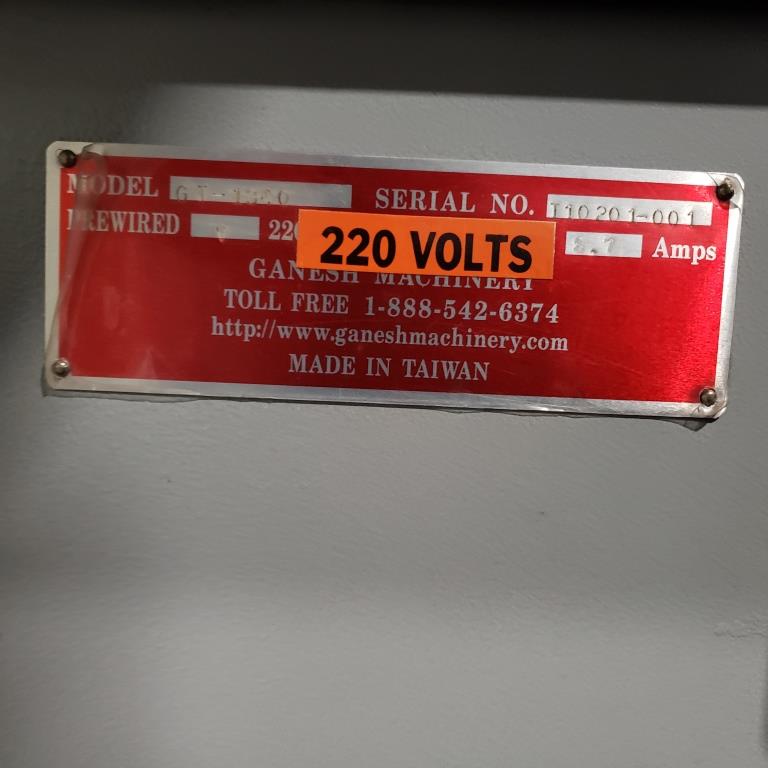 MODEL SERIAL NO. I10201-001
PREWIRED 220 VOLTS Amps
GANESH MACHINERY
TOLL FREE 1-888-542-6374
http://www.ganeshmachinery.com
MADE IN TAIWAN